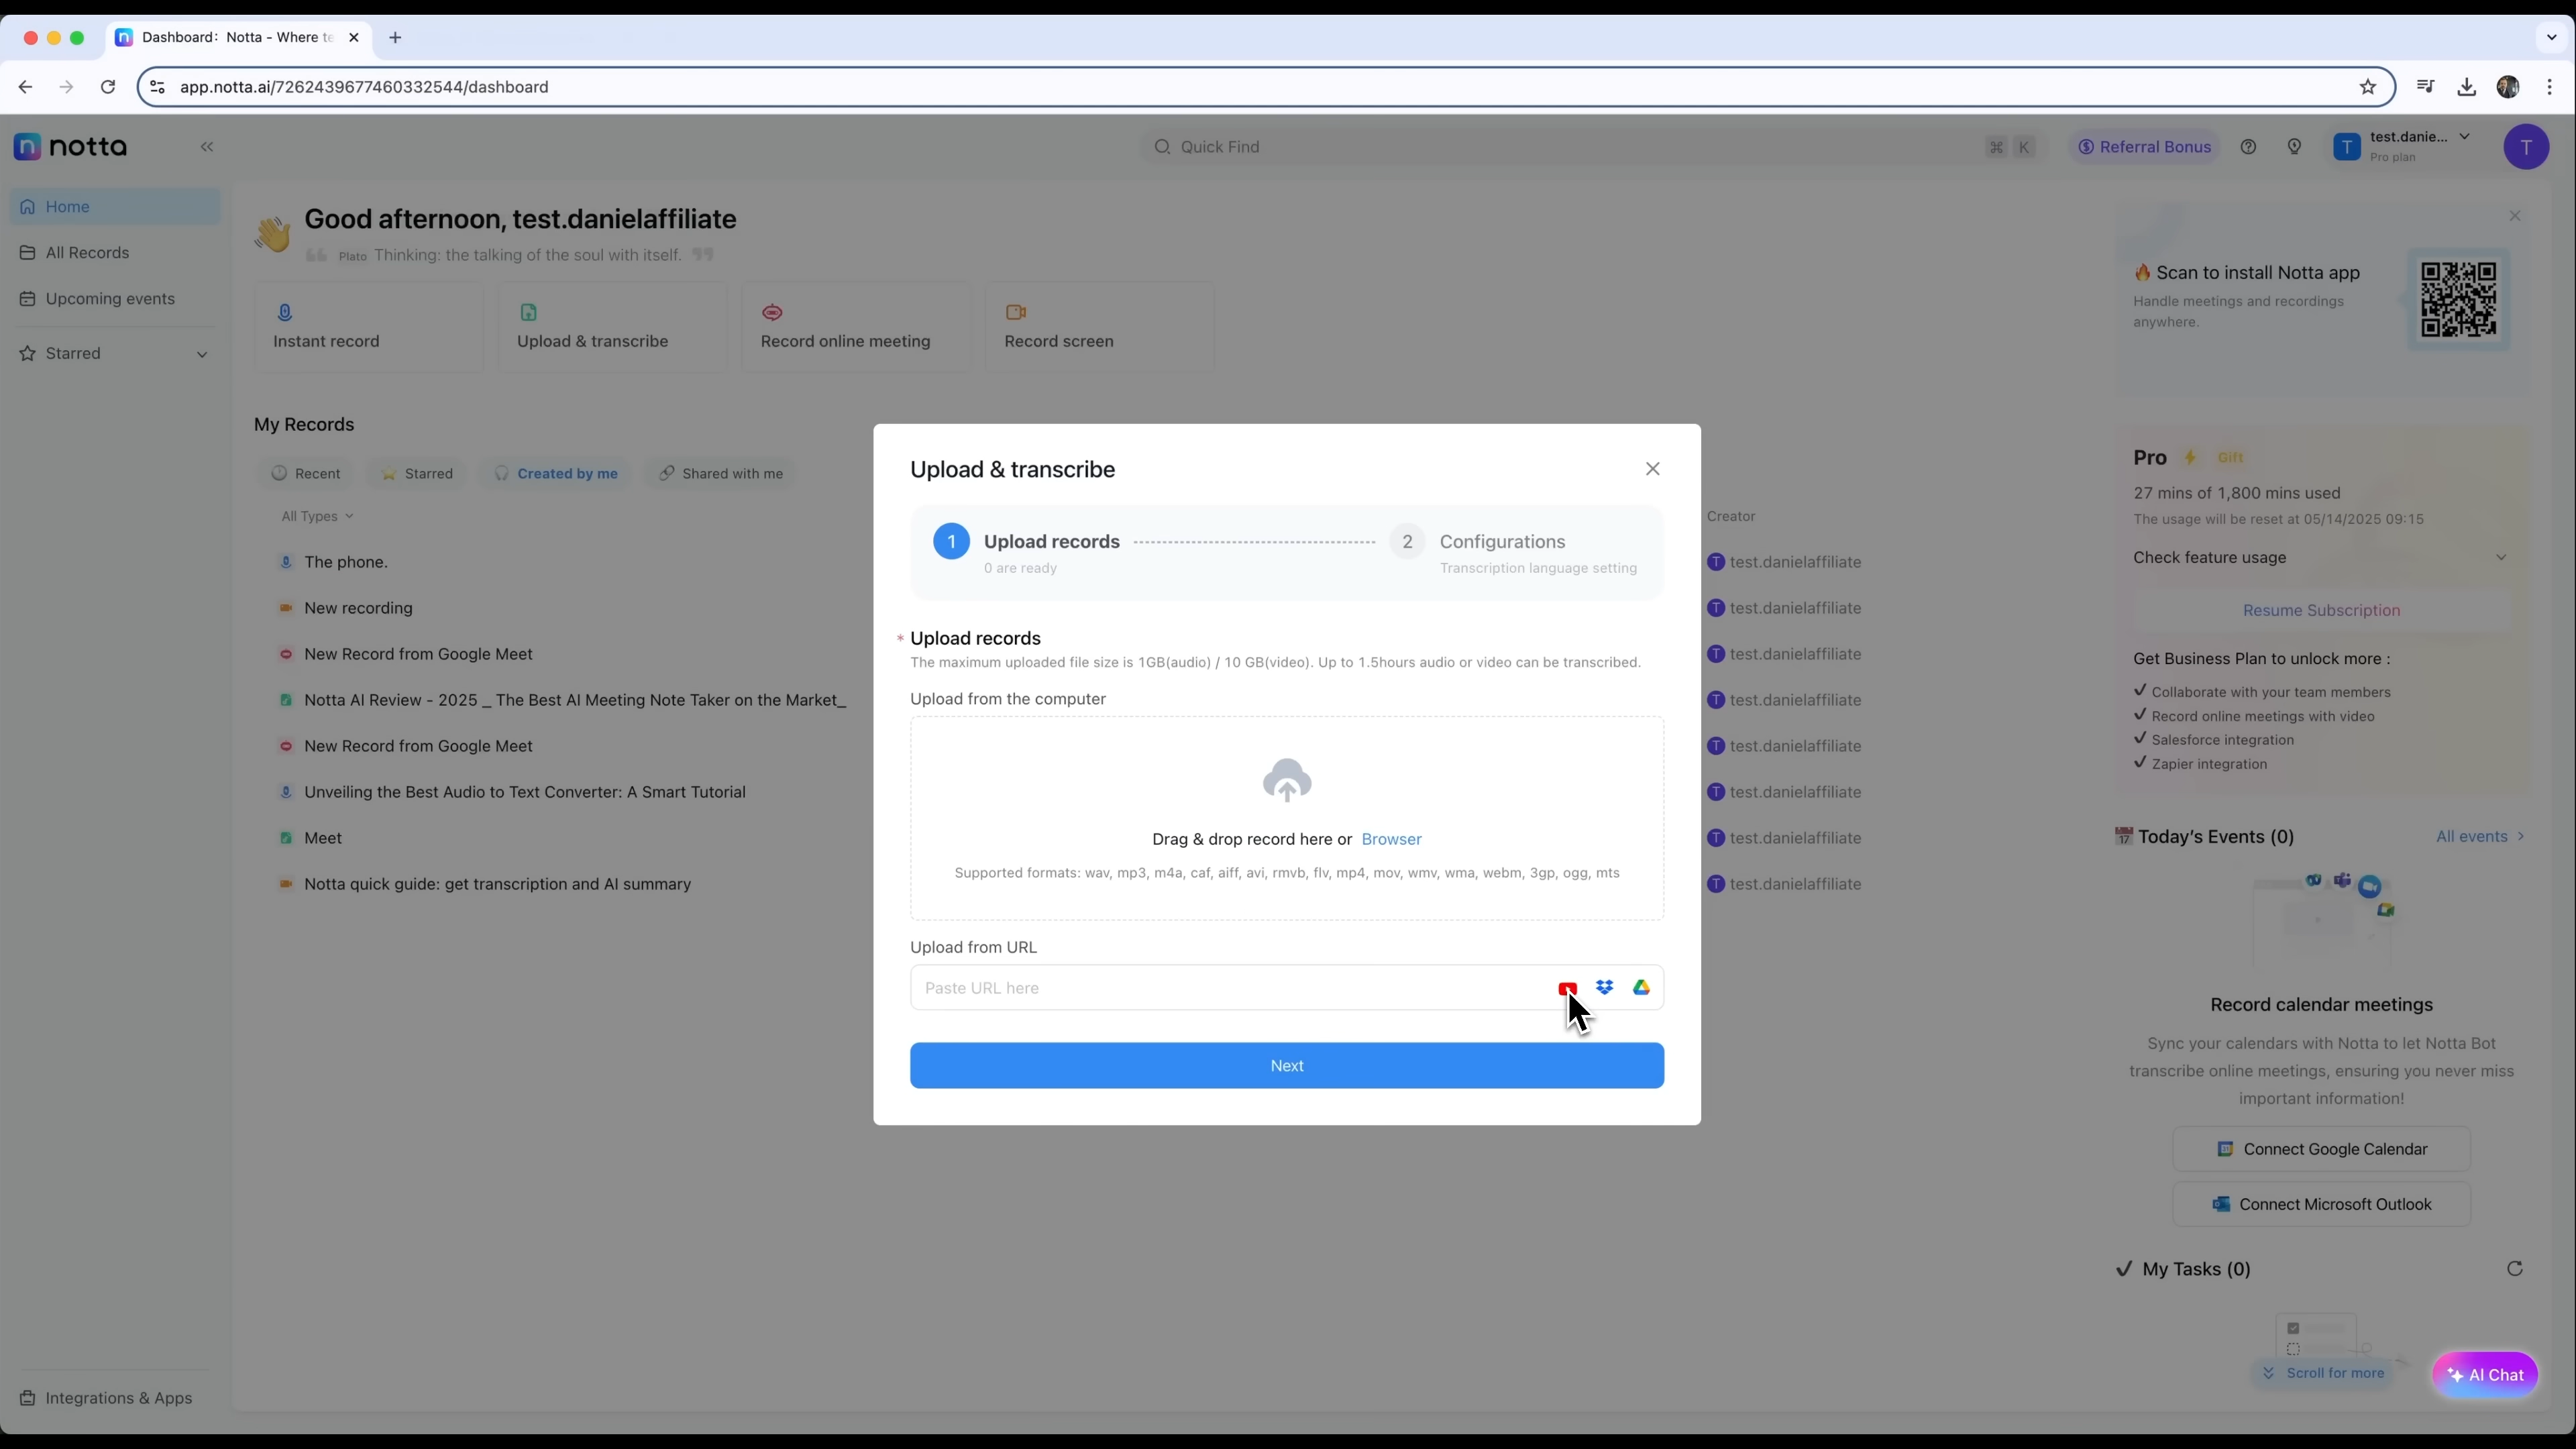 Dashboard: Notta - Where te
app.notta.ai/7262439677460332544/dashboard
notta
Quick Find
⌘ K
Referral Bonus
T
test.danie...
Pro plan
T
Home
All Records
Upcoming events
Starred
Good afternoon, test.danielaffiliate
Plato Thinking: the talking of the soul with itself.
Instant record
Upload & transcribe
Record online meeting
Record screen
My Records
Recent
Starred
Created by me
Shared with me
All Types
Creator
The phone.
T test.danielaffiliate
New recording
T test.danielaffiliate
New Record from Google Meet
T test.danielaffiliate
Notta AI Review - 2025 _ The Best AI Meeting Note Taker on the Market_
T test.danielaffiliate
New Record from Google Meet
T test.danielaffiliate
Unveiling the Best Audio to Text Converter: A Smart Tutorial
T test.danielaffiliate
Meet
T test.danielaffiliate
Notta quick guide: get transcription and AI summary
T test.danielaffiliate
Upload & transcribe
1 Upload records
0 are ready
2 Configurations
Transcription language setting
* Upload records
The maximum uploaded file size is 1GB(audio) / 10 GB(video). Up to 1.5hours audio or video can be transcribed.
Upload from the computer
Drag & drop record here or Browser
Supported formats: wav, mp3, m4a, caf, aiff, avi, rmvb, flv, mp4, mov, wmv, wma, webm, 3gp, ogg, mts
Upload from URL
Paste URL here
Next
Scan to install Notta app
Handle meetings and recordings
anywhere.
Pro Gift
27 mins of 1,800 mins used
The usage will be reset at 05/14/2025 09:15
Check feature usage
Resume Subscription
Get Business Plan to unlock more :
Collaborate with your team members
Record online meetings with video
Salesforce integration
Zapier integration
17 Today's Events (0)
All events
Record calendar meetings
Sync your calendars with Notta to let Notta Bot
transcribe online meetings, ensuring you never miss
important information!
Connect Google Calendar
Connect Microsoft Outlook
My Tasks (0)
Scroll for more
AI Chat
Integrations & Apps